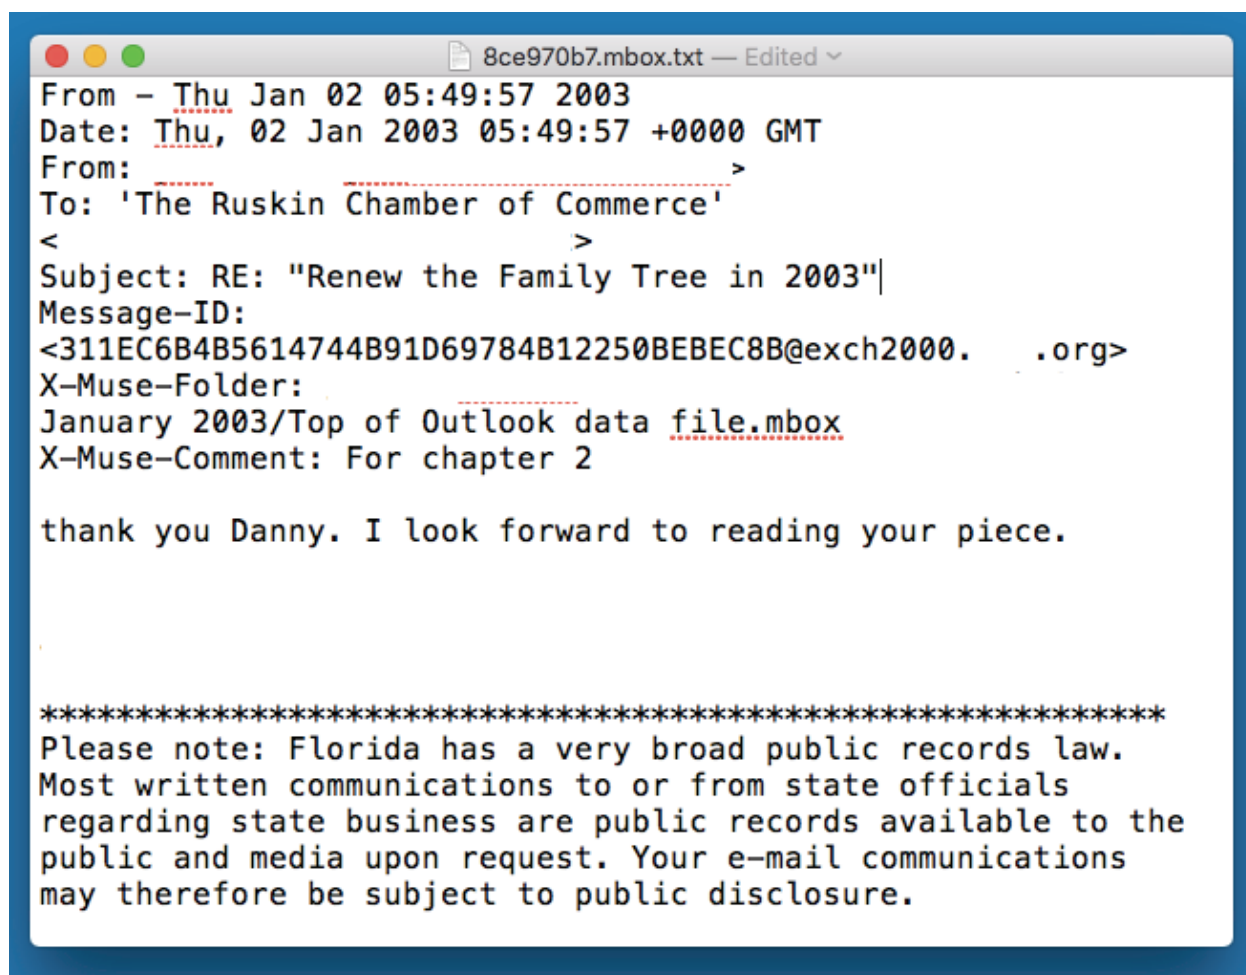 8ce970b7.mbox.txt — Edited
From – Thu Jan 02 05:49:57 2003
Date: Thu, 02 Jan 2003 05:49:57 +0000 GMT
From: >
To: 'The Ruskin Chamber of Commerce'
< >
Subject: RE: "Renew the Family Tree in 2003"
Message–ID:
<311EC6B4B5614744B91D69784B12250BEBEC8B@exch2000. .org>
X–Muse–Folder:
January 2003/Top of Outlook data file.mbox
X–Muse–Comment: For chapter 2
thank you Danny. I look forward to reading your piece.
***********************************************************
Please note: Florida has a very broad public records law.
Most written communications to or from state officials
regarding state business are public records available to the
public and media upon request. Your e–mail communications
may therefore be subject to public disclosure.